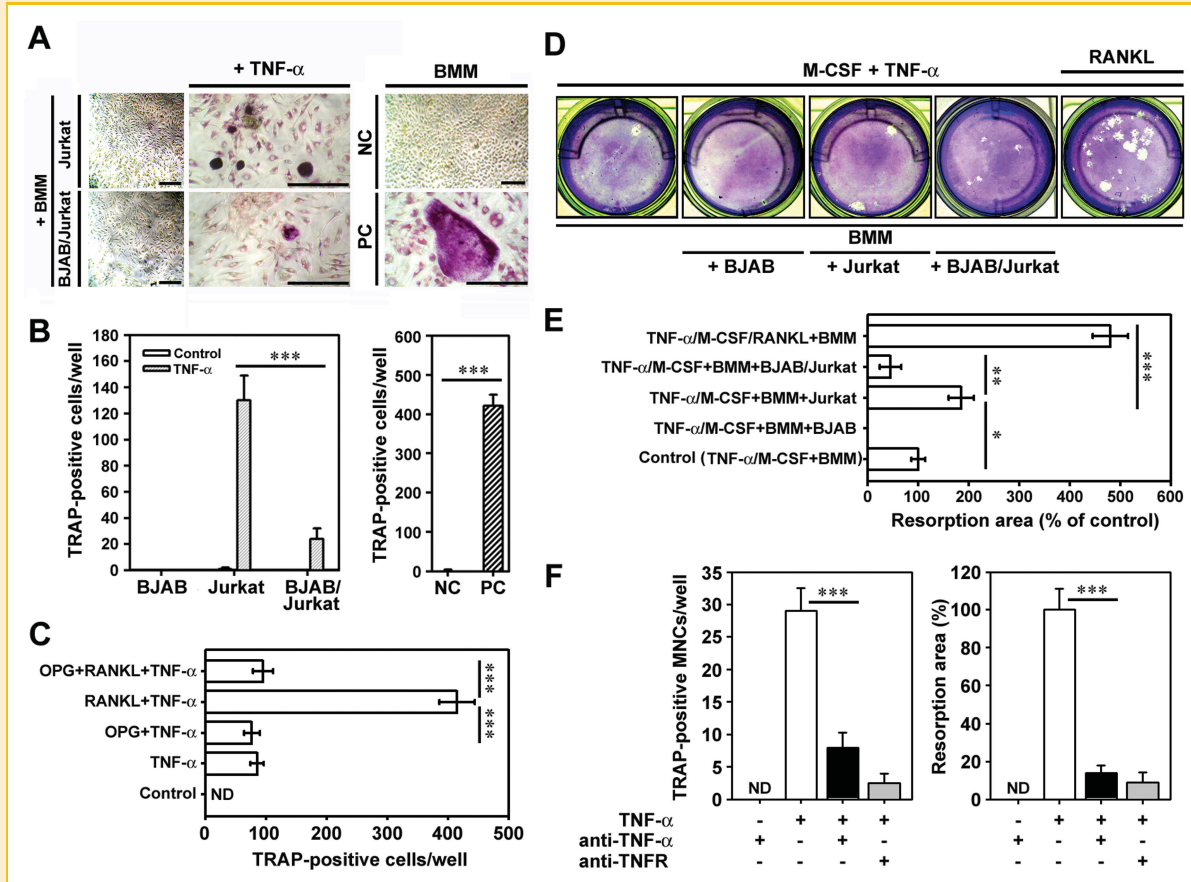 A
+ TNF-α
BMM
+ BMM
Jurkat
BJAB/Jurkat
NC
PC
B
TRAP-positive cells/well
180
160
140
120
100
80
60
40
20
0
Control
TNF-α
***
BJAB
Jurkat
BJAB/
Jurkat
TRAP-positive cells/well
600
500
400
300
200
100
0
***
NC
PC
C
OPG+RANKL+TNF-α
RANKL+TNF-α
OPG+TNF-α
TNF-α
Control
ND
***
***
0 100 200 300 400 500
TRAP-positive cells/well
D
M-CSF + TNF-α
RANKL
BMM
+ BJAB
+ Jurkat
+ BJAB/Jurkat
E
TNF-α/M-CSF/RANKL+BMM
TNF-α/M-CSF+BMM+BJAB/Jurkat
TNF-α/M-CSF+BMM+Jurkat
TNF-α/M-CSF+BMM+BJAB
Control (TNF-α/M-CSF+BMM)
**
*
***
0 100 200 300 400 500 600
Resorption area (% of control)
F
TRAP-positive MNCs/well
35
30
25
20
15
10
5
0
ND
***
Resorption area (%)
120
100
80
60
40
20
0
ND
***
TNF-α - + + + - + + +
anti-TNF-α + - + - + - + -
anti-TNFR - - - + - - - +